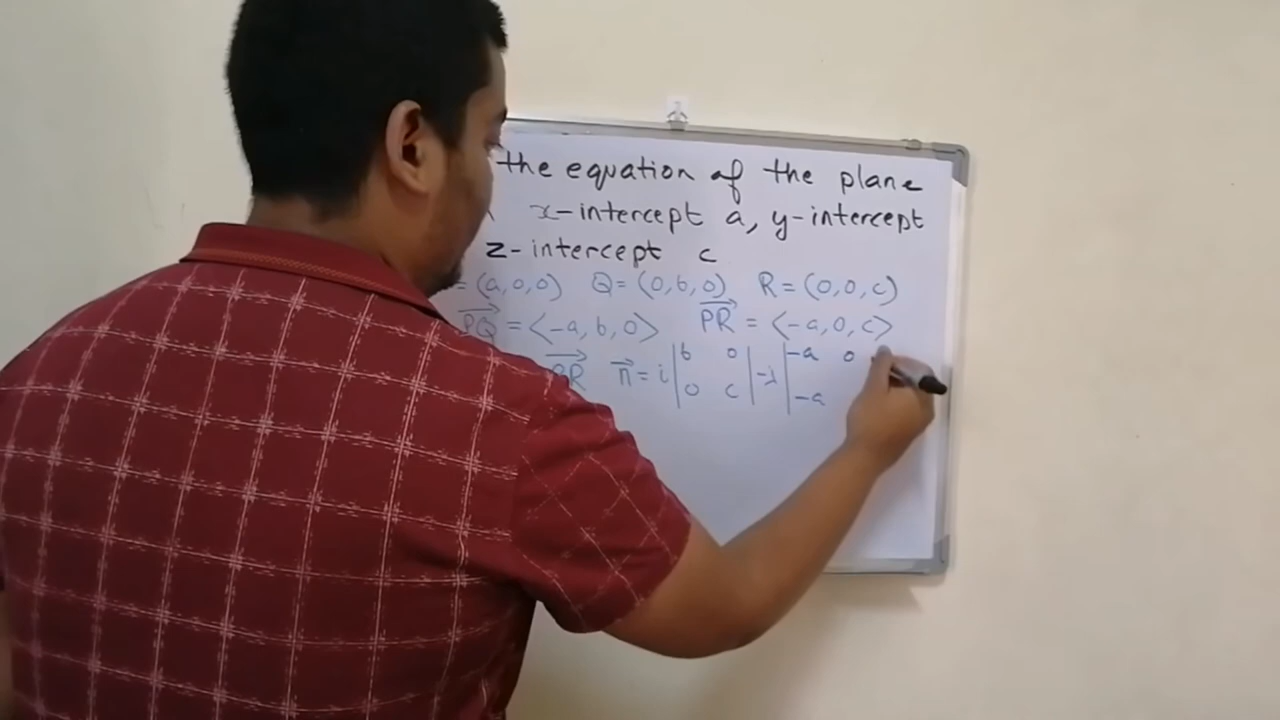 the equation of the plane
x-intercept a, y-intercept
z-intercept c
= (a,0,0) Q = (0,b,0) R = (0,0,c)
PQ⃗ = <-a, b, 0> PR⃗ = <-a, 0, c>
PR⃗ n⃗ = i |b 0| -j |-a 0
0 c -a